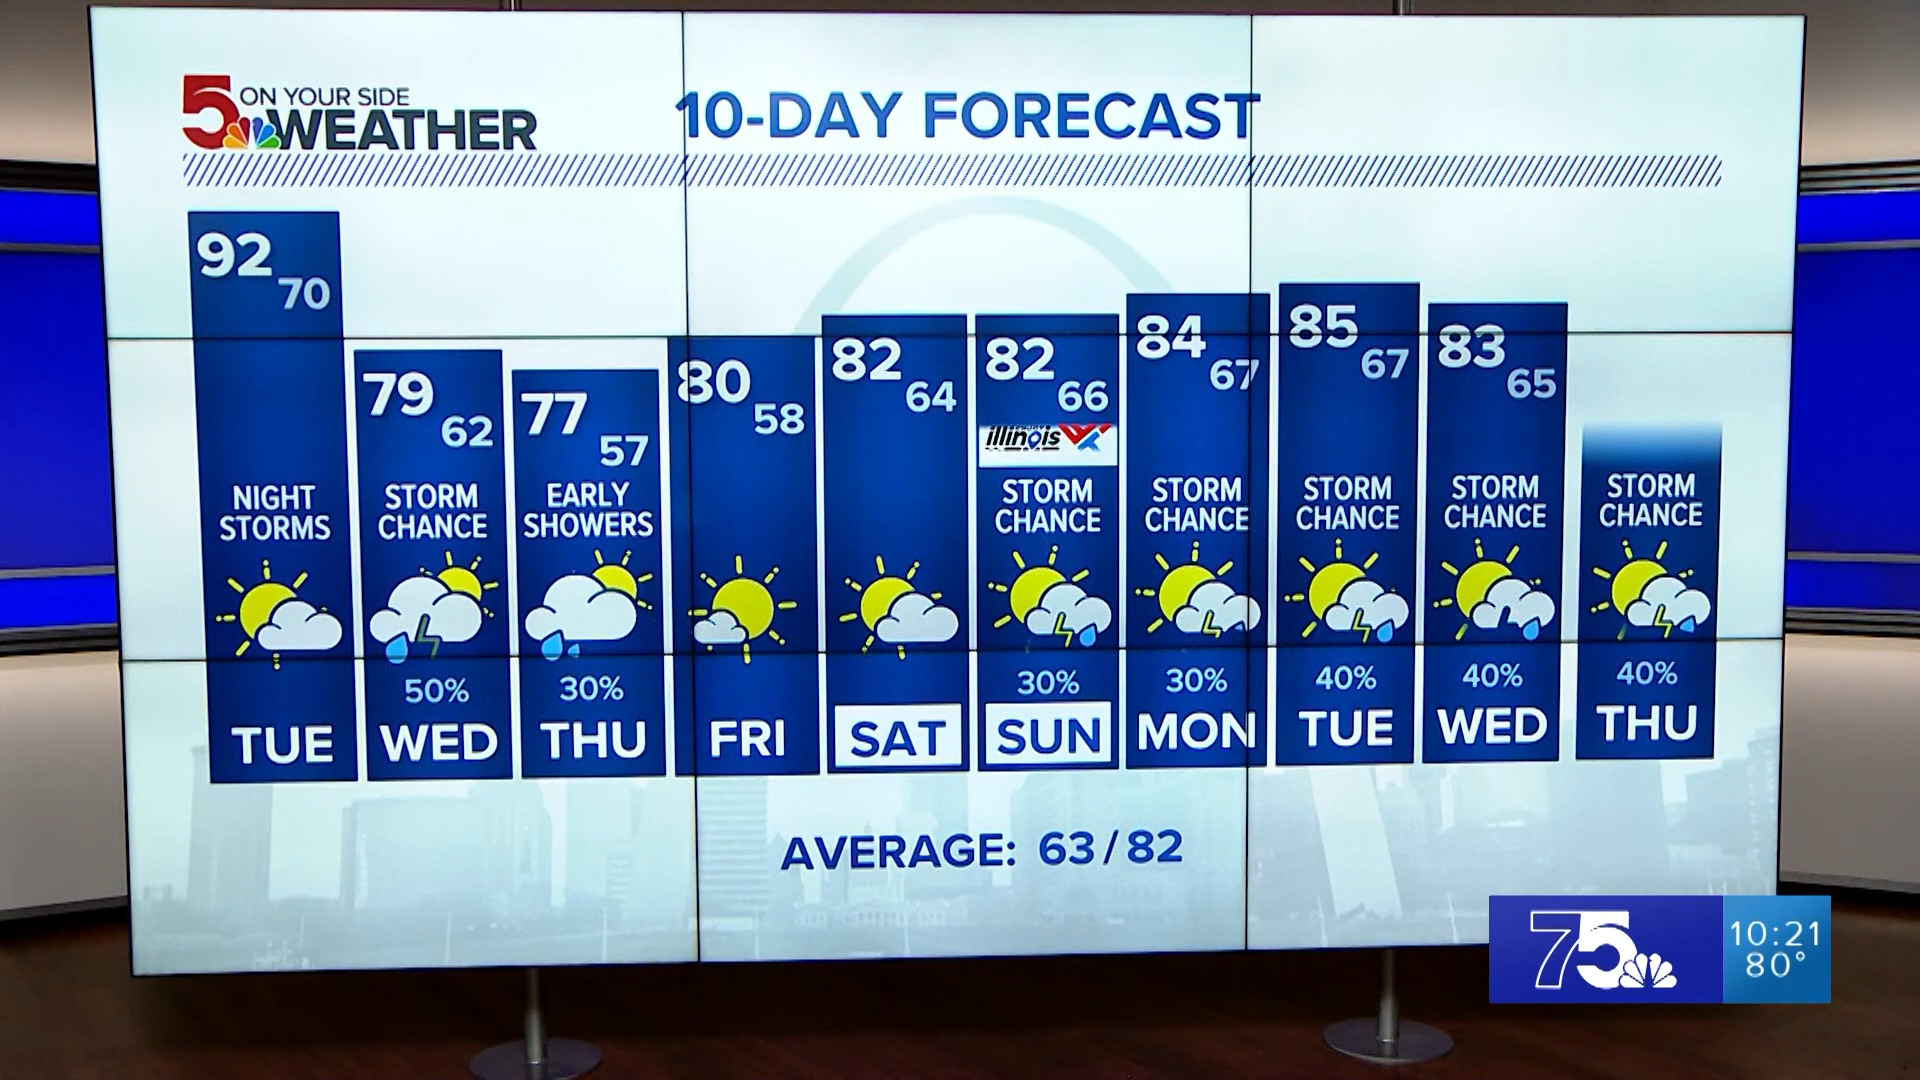 5 ON YOUR SIDE
WEATHER
10-DAY FORECAST
92 70
NIGHT
STORMS
TUE
79 62
STORM
CHANCE
50%
WED
77 57
EARLY
SHOWERS
30%
THU
80 58
FRI
82 64
SAT
82 66
illinois
STORM
CHANCE
30%
SUN
84 67
STORM
CHANCE
30%
MON
85 67
STORM
CHANCE
40%
TUE
83 65
STORM
CHANCE
40%
WED
STORM
CHANCE
40%
THU
AVERAGE: 63/82
75
10:21
80°